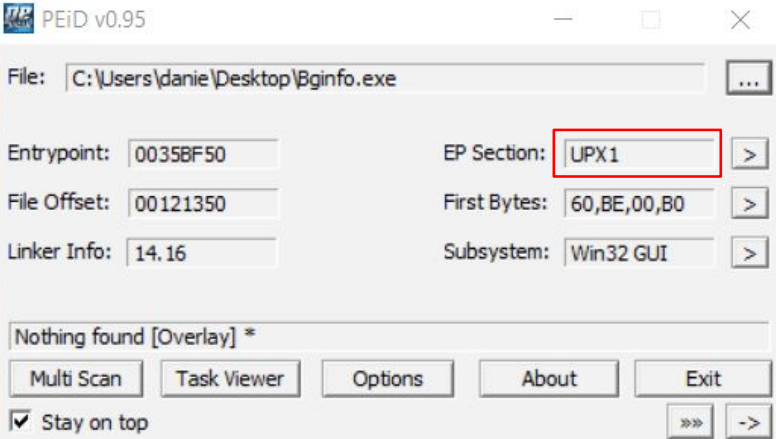 PEiD v0.95
File: C:\Users\danie\Desktop\Bginfo.exe ...
Entrypoint: 0035BF50 EP Section: UPX1 >
File Offset: 00121350 First Bytes: 60,BE,00,B0 >
Linker Info: 14.16 Subsystem: Win32 GUI >
Nothing found [Overlay] *
Multi Scan Task Viewer Options About Exit
Stay on top »» ->